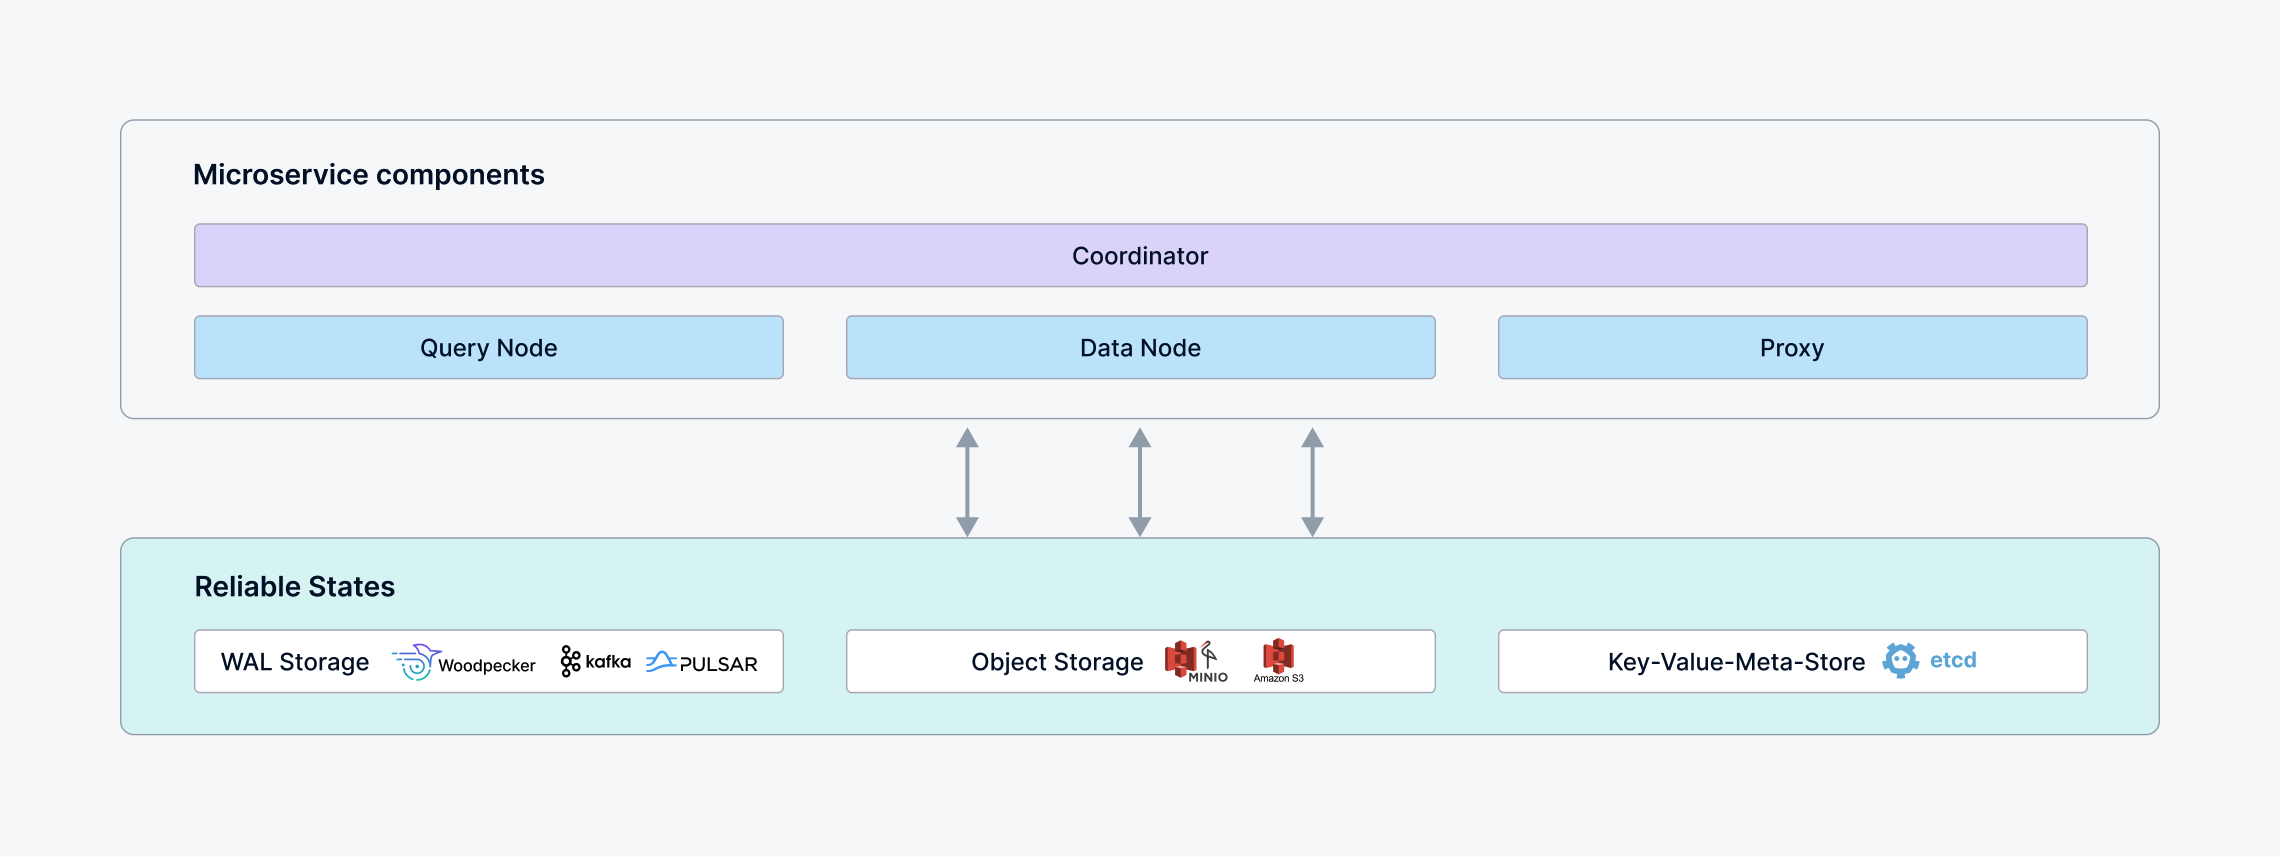 Microservice components
Coordinator
Query Node
Data Node
Proxy
Reliable States
WAL Storage Woodpecker kafka PULSAR
Object Storage MINIO Amazon S3
Key-Value-Meta-Store etcd